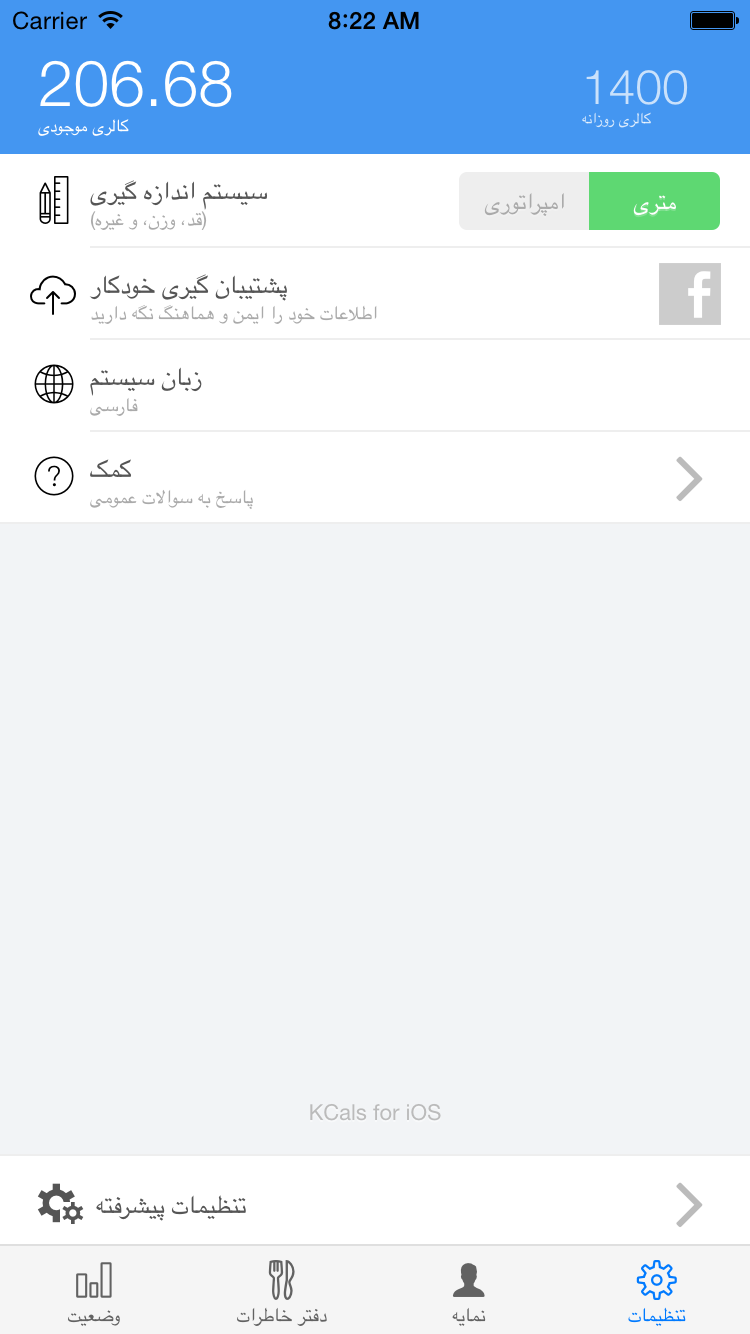 Carrier
8:22 AM
206.68
کالری موجودی
1400
کالری روزانه
سیستم اندازه گیری
(قد، وزن، و غیره)
امپراتوری
متری
پشتیبان گیری خودکار
اطلاعات خود را ایمن و هماهنگ نگه دارید
زبان سیستم
فارسی
کمک
پاسخ به سوالات عمومی
KCals for iOS
تنظیمات پیشرفته
وضعیت
دفتر خاطرات
نمایه
تنظیمات